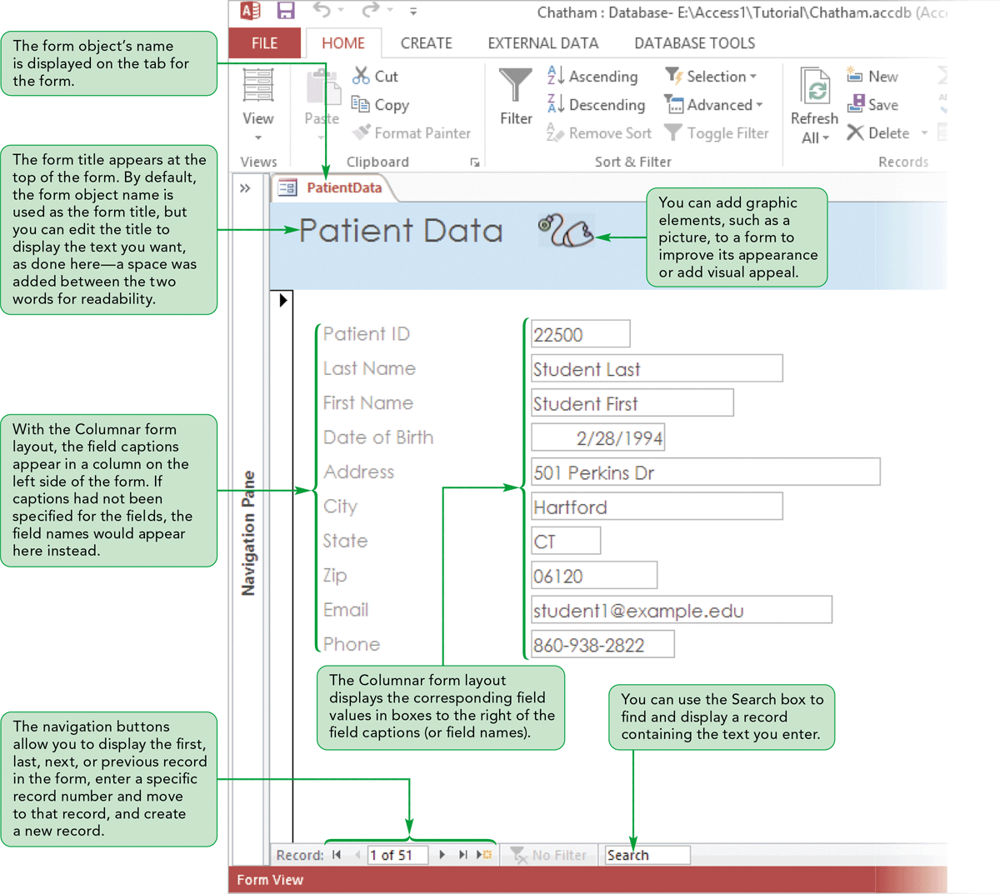 Chatham : Database- E:\Access1\Tutorial\Chatham.accdb (Acc
FILE
HOME
CREATE
EXTERNAL DATA
DATABASE TOOLS
The form object's name
is displayed on the tab for
the form.
View
Paste
Cut
Copy
Format Painter
Filter
Ascending
Descending
Remove Sort
Selection
Advanced
Toggle Filter
Refresh
All
New
Save
Delete
Views
Clipboard
Sort & Filter
Records
The form title appears at the
top of the form. By default,
the form object name is
used as the form title, but
you can edit the title to
display the text you want,
as done here—a space was
added between the two
words for readability.
PatientData
Patient Data
You can add graphic
elements, such as a
picture, to a form to
improve its appearance
or add visual appeal.
Patient ID 22500
Last Name Student Last
First Name Student First
Date of Birth 2/28/1994
Address 501 Perkins Dr
City Hartford
State CT
Zip 06120
Email student1@example.edu
Phone 860-938-2822
With the Columnar form
layout, the field captions
appear in a column on the
left side of the form. If
captions had not been
specified for the fields, the
field names would appear
here instead.
Navigation Pane
The Columnar form layout
displays the corresponding field
values in boxes to the right of the
field captions (or field names).
You can use the Search box to
find and display a record
containing the text you enter.
The navigation buttons
allow you to display the first,
last, next, or previous record
in the form, enter a specific
record number and move
to that record, and create
a new record.
Record: 1 of 51 No Filter Search
Form View